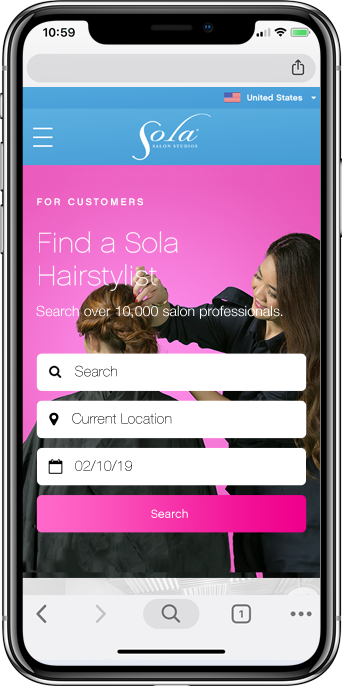 10:59
United States
Sola
SALON STUDIOS
FOR CUSTOMERS
Find a Sola
Hairstylist
Search over 10,000 salon professionals.
Search
Current Location
02/10/19
Search
1